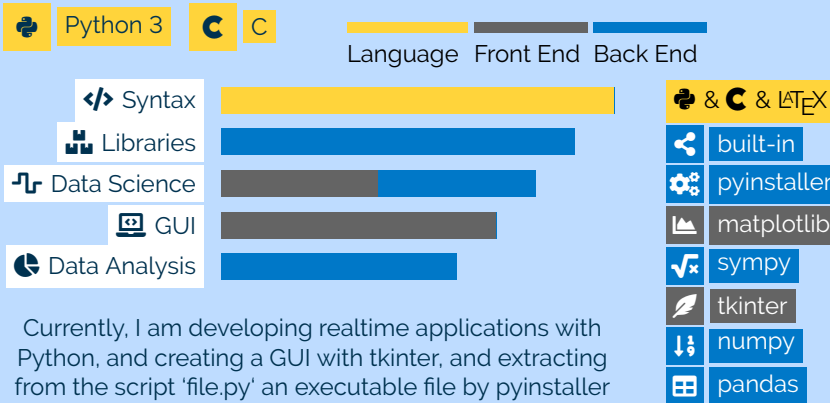 Python 3 C
Language Front End Back End
</> Syntax
Libraries
Data Science
GUI
Data Analysis
Currently, I am developing realtime applications with
Python, and creating a GUI with tkinter, and extracting
from the script ‘file.py‘ an executable file by pyinstaller
& C & LATEX
built-in
pyinstaller
matplotlib
sympy
tkinter
numpy
pandas